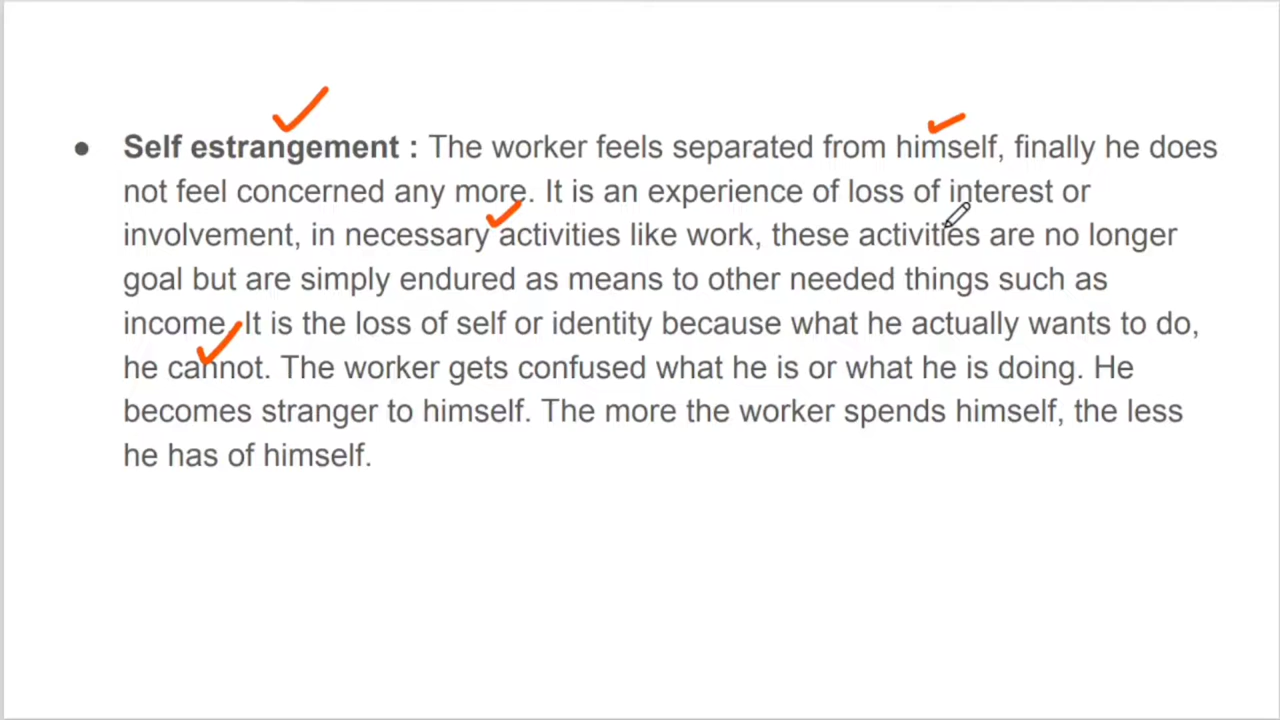 ● Self estrangement : The worker feels separated from himself, finally he does
not feel concerned any more. It is an experience of loss of interest or
involvement, in necessary activities like work, these activities are no longer
goal but are simply endured as means to other needed things such as
income. It is the loss of self or identity because what he actually wants to do,
he cannot. The worker gets confused what he is or what he is doing. He
becomes stranger to himself. The more the worker spends himself, the less
he has of himself.